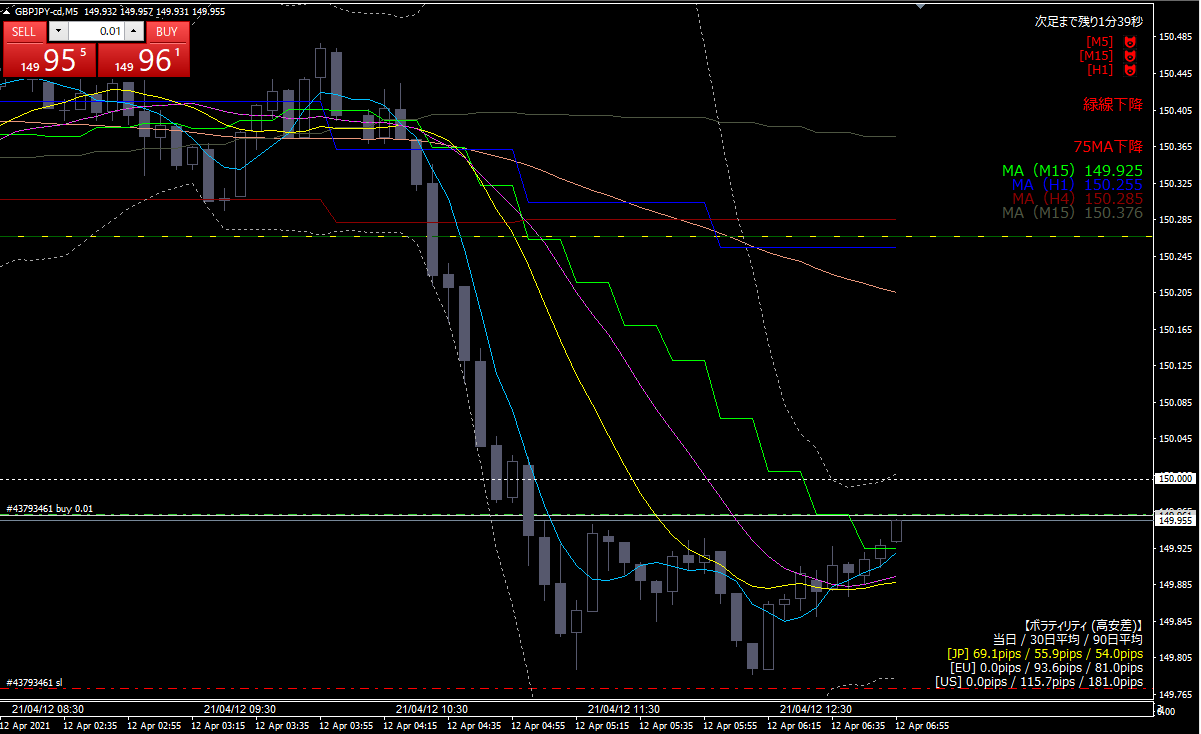 GBPJPY-cd,M5 149.932 149.957 149.931 149.955
SELL 0.01 BUY
149 95 5 149 96 1
次足まで残り1分39秒
[M5]
[M15]
[H1]
緑線下降
75MA下降
MA（M15）149.925
MA（H1）150.255
MA（H4）150.285
MA（M15）150.376
150.485
150.445
150.405
150.365
150.325
150.285
150.245
150.205
150.165
150.125
150.085
150.045
150.000
#43793461 buy 0.01
149.955
149.925
149.885
149.845
149.805
149.765
【ボラティリティ (高安差)】
当日 / 30日平均 / 90日平均
[JP] 69.1pips / 55.9pips / 54.0pips
[EU] 0.0pips / 93.6pips / 81.0pips
[US] 0.0pips / 115.7pips / 181.0pips
#43793461 sl
21/04/12 08:30 21/04/12 09:30 21/04/12 10:30 21/04/12 11:30 21/04/12 12:30
12 Apr 2021 12 Apr 02:35 12 Apr 02:55 12 Apr 03:15 12 Apr 03:35 12 Apr 03:55 12 Apr 04:15 12 Apr 04:35 12 Apr 04:55 12 Apr 05:15 12 Apr 05:35 12 Apr 05:55 12 Apr 06:15 12 Apr 06:35 12 Apr 06:55